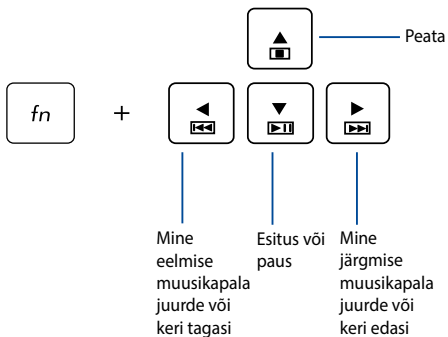 Peata
fn +
Mine
eelmise
muusikapala
juurde või
keri tagasi
Esitus või
paus
Mine
järgmise
muusikapala
juurde või
keri edasi